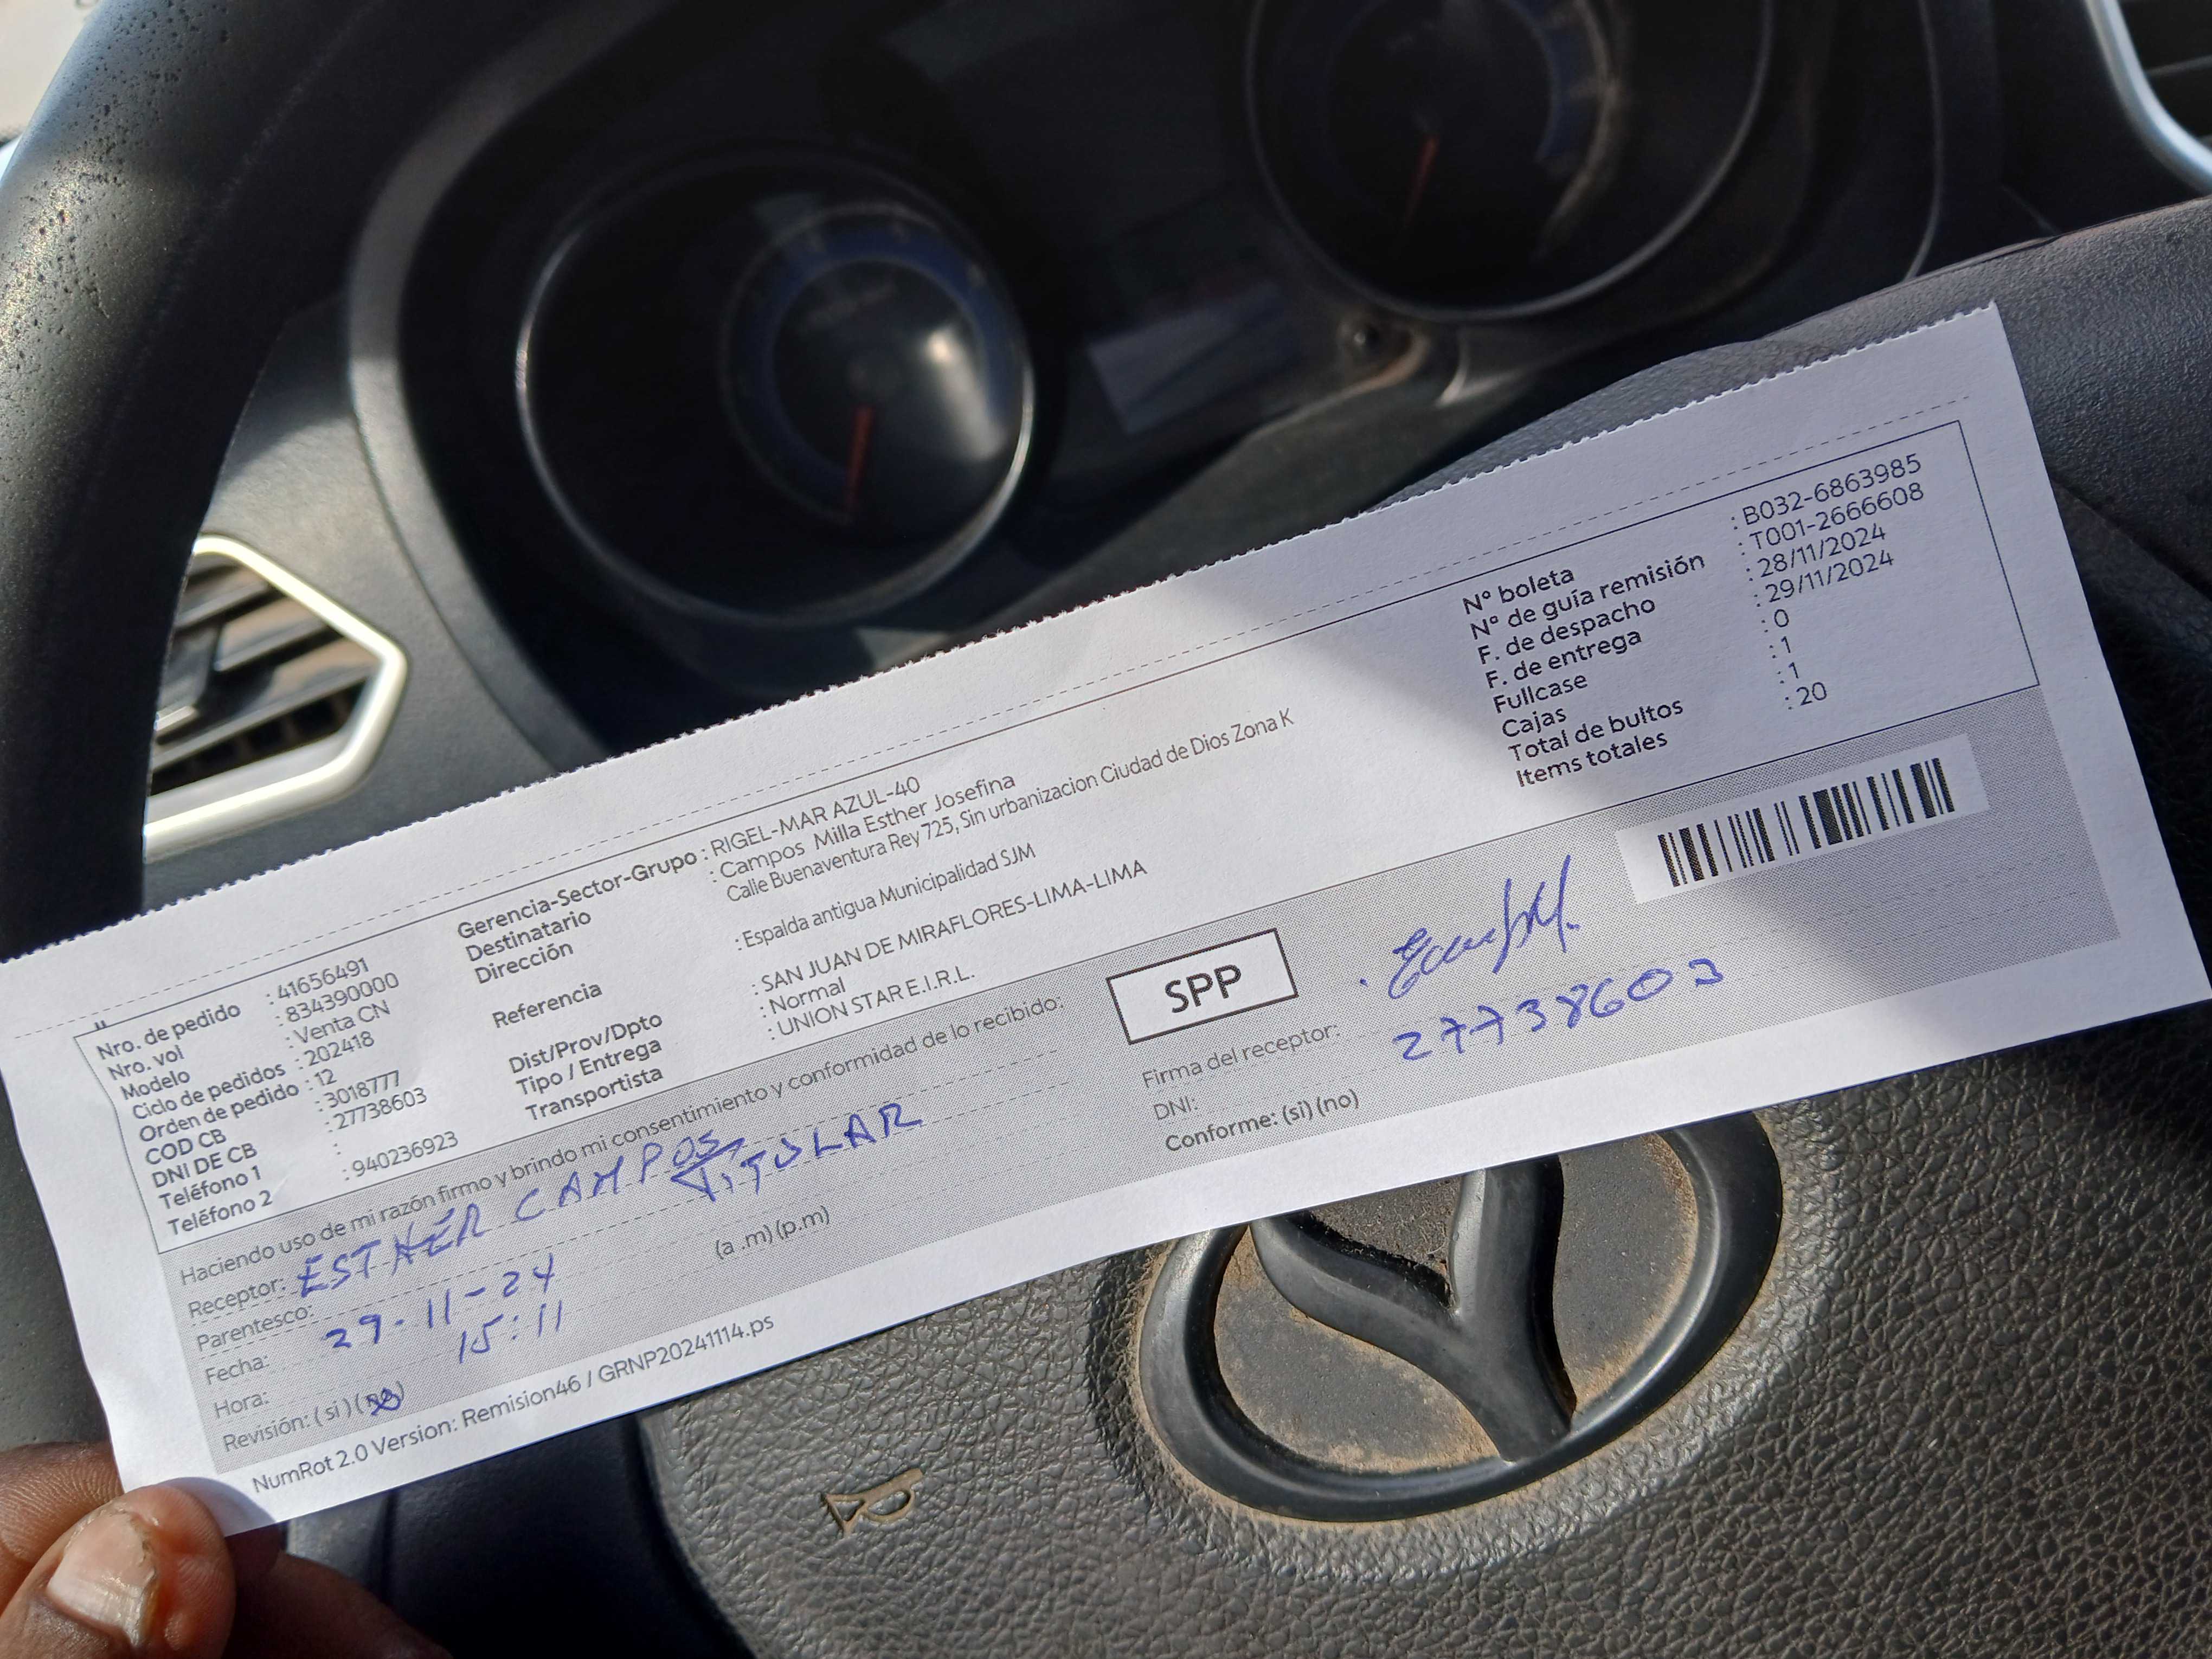 Nro. de pedido : 41656491
Nro. vol : 834390000
Modelo : Venta CN
Ciclo de pedidos : 202418
Orden de pedido : 12
COD CB : 3018777
DNI DE CB : 27738603
Teléfono 1 :
Teléfono 2 : 940236923
Gerencia-Sector-Grupo : RIGEL-MAR AZUL-40
Destinatario : Campos Milla Esther Josefina
Dirección Calle Buenaventura Rey 725, Sin urbanizacion Ciudad de Dios Zona K
Referencia : Espalda antigua Municipalidad SJM
Dist/Prov/Dpto : SAN JUAN DE MIRAFLORES-LIMA-LIMA
Tipo / Entrega : Normal
Transportista : UNION STAR E.I.R.L.
N° boleta : B032-6863985
N° de guía remisión : T001-2666608
F. de despacho : 28/11/2024
F. de entrega : 29/11/2024
Fullcase : 0
Cajas : 1
Total de bultos : 1
Items totales : 20
Haciendo uso de mi razón firmo y brindo mi consentimiento y conformidad de lo recibido:
Receptor: ESTHER CAMPOS
Parentesco: TITULAR
Fecha: 29-11-24
Hora: 15:11 (a .m) (p.m)
Revisión: (si) (no)
SPP
Firma del receptor:
DNI: 27738603
Conforme: (si) (no)
NumRot 2.0 Version: Remision46 / GRNP20241114.ps